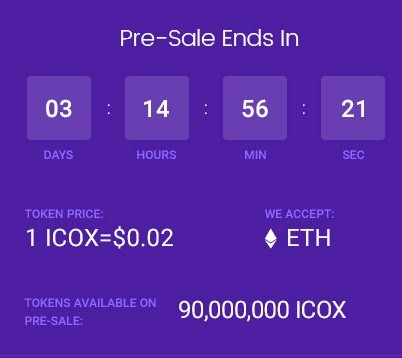 Pre-Sale Ends In
03 : 14 : 56 : 21
DAYS HOURS MIN SEC
TOKEN PRICE: WE ACCEPT:
1 ICOX=$0.02 ETH
TOKENS AVAILABLE ON
PRE-SALE: 90,000,000 ICOX